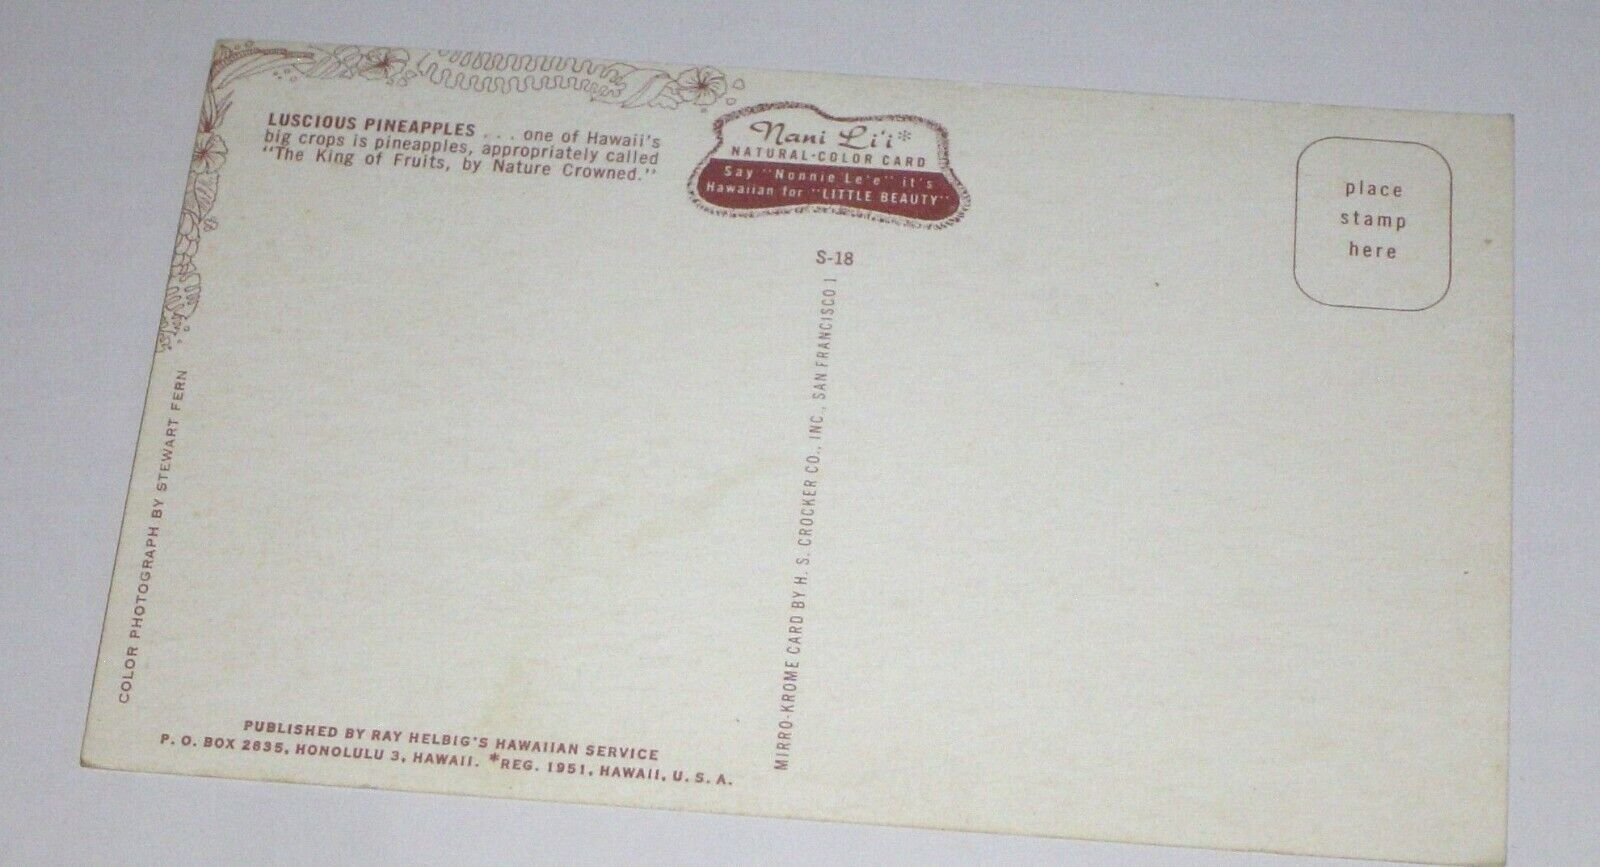 LUSCIOUS PINEAPPLES . . . one of Hawaii's
big crops is pineapples, appropriately called
"The King of Fruits, by Nature Crowned."
Nani Li'i*
NATURAL-COLOR CARD
Say "Nonnie Le'e" it's
Hawaiian for "LITTLE BEAUTY"
place
stamp
here
S-18
MIRRO-KROME CARD BY H. S. CROCKER CO., INC., SAN FRANCISCO 1
COLOR PHOTOGRAPH BY STEWART FERN
PUBLISHED BY RAY HELBIG'S HAWAIIAN SERVICE
P. O. BOX 2835, HONOLULU 3, HAWAII. *REG. 1951, HAWAII, U. S. A.